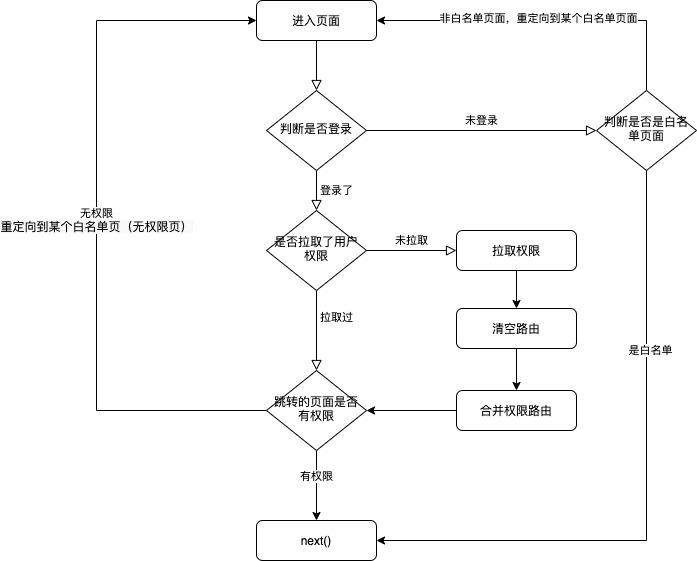 进入页面
非白名单页面，重定向到某个白名单页面
判断是否登录
未登录
判断是否是白名
单页面
登录了
无权限
重定向到某个白名单页（无权限页）
是否拉取了用户
权限
未拉取
拉取权限
拉取过
清空路由
是白名单
跳转的页面是否
有权限
合并权限路由
有权限
next()